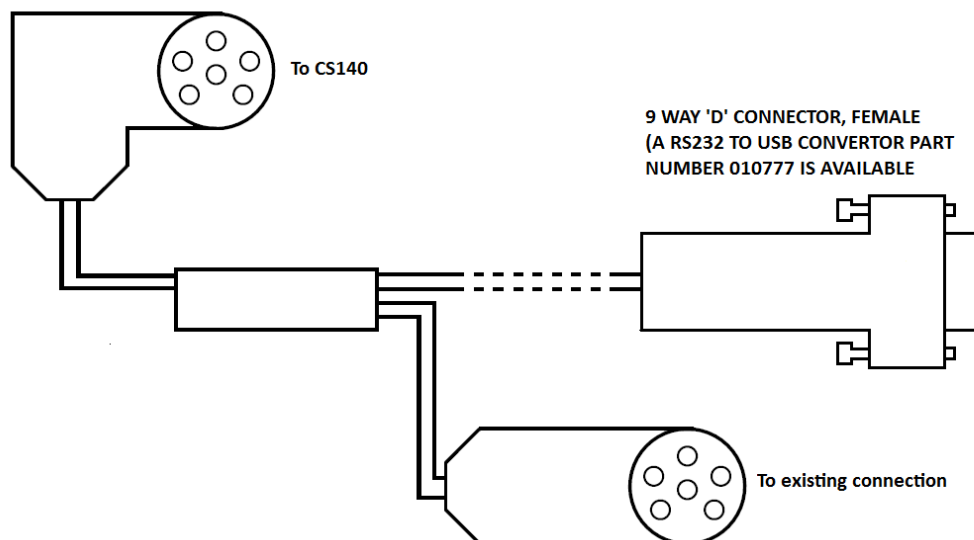 To CS140
9 WAY 'D' CONNECTOR, FEMALE
(A RS232 TO USB CONVERTOR PART
NUMBER 010777 IS AVAILABLE
To existing connection